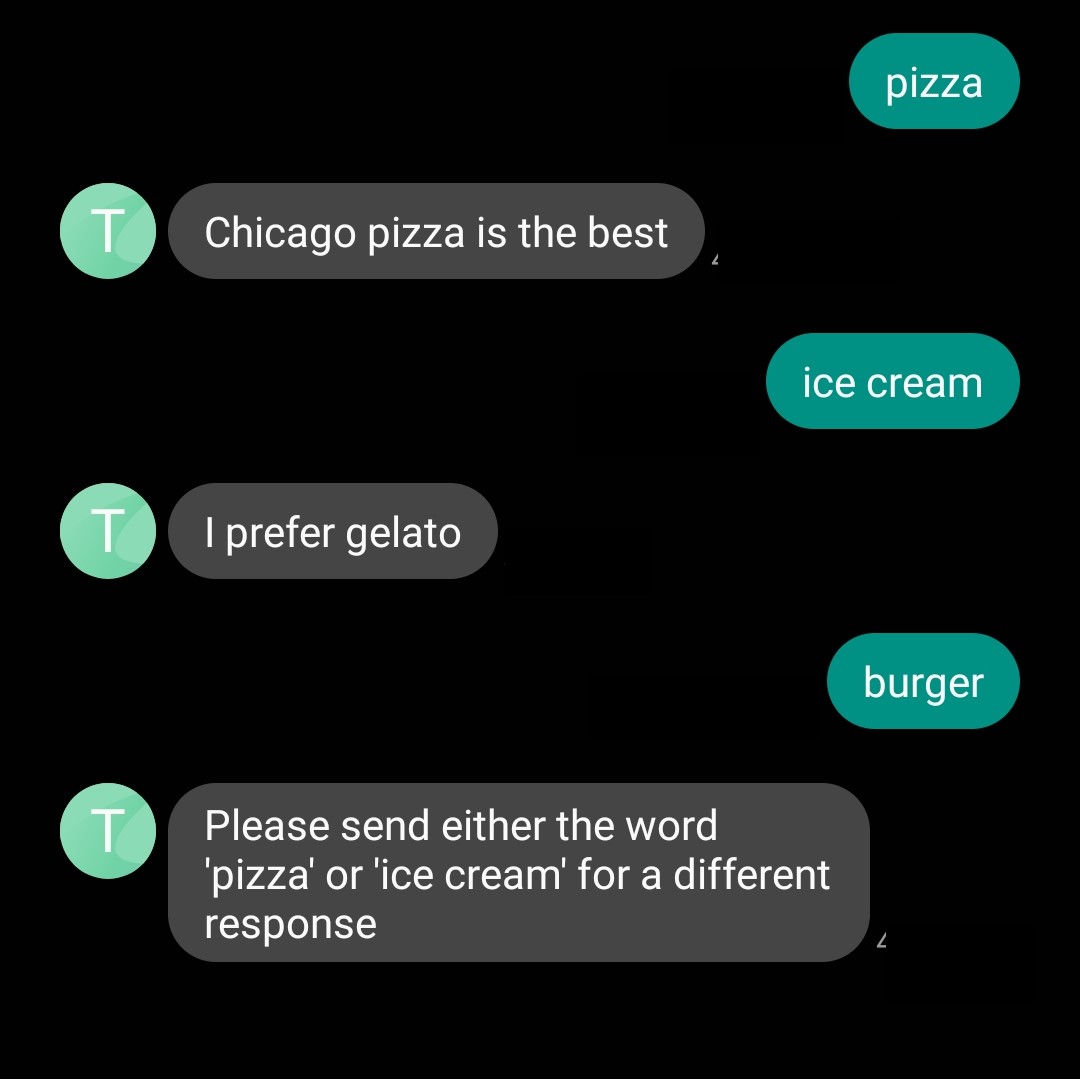 pizza
T
Chicago pizza is the best
ice cream
T
I prefer gelato
burger
T
Please send either the word
'pizza' or 'ice cream' for a different
response